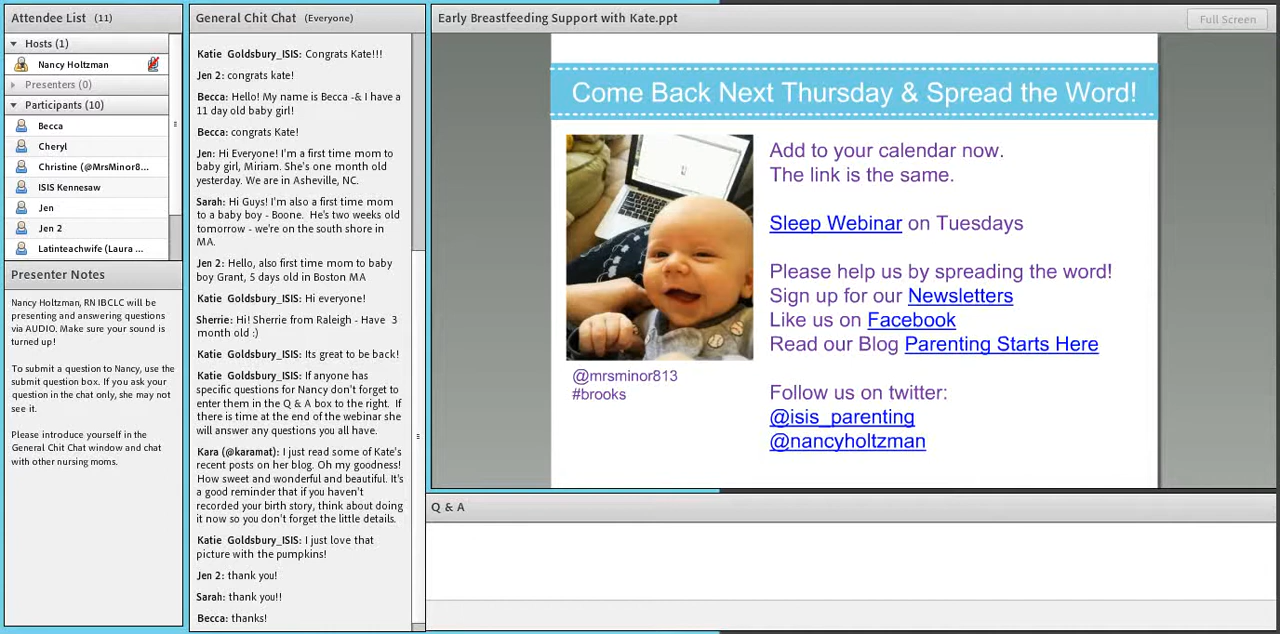 Attendee List (11)
Hosts (1)
Nancy Holtzman
Presenters (0)
Participants (10)
Becca
Cheryl
Christine (@MrsMinor8...
ISIS Kennesaw
Jen
Jen 2
Latinteachwife (Laura ...
Presenter Notes
Nancy Holtzman, RN IBCLC will be
presenting and answering questions
via AUDIO. Make sure your sound is
turned up!
To submit a question to Nancy, use the
submit question box. If you ask your
question in the chat only, she may not
see it.
Please introduce yourself in the
General Chit Chat window and chat
with other nursing moms.
General Chit Chat (Everyone)
Katie Goldsbury_ISIS: Congrats Kate!!!
Jen 2: congrats kate!
Becca: Hello! My name is Becca -& I have a
11 day old baby girl!
Becca: congrats Kate!
Jen: Hi Everyone! I'm a first time mom to
baby girl, Miriam. She's one month old
yesterday. We are in Asheville, NC.
Sarah: Hi Guys! I'm also a first time mom
to a baby boy - Boone. He's two weeks old
tomorrow - we're on the south shore in
MA.
Jen 2: Hello, also first time mom to baby
boy Grant, 5 days old in Boston MA
Katie Goldsbury_ISIS: Hi everyone!
Sherrie: Hi! Sherrie from Raleigh - Have 3
month old :)
Katie Goldsbury_ISIS: Its great to be back!
Katie Goldsbury_ISIS: If anyone has
specific questions for Nancy don't forget to
enter them in the Q & A box to the right. If
there is time at the end of the webinar she
will answer any questions you all have.
Kara (@karamat): I just read some of Kate's
recent posts on her blog. Oh my goodness!
How sweet and wonderful and beautiful. It's
a good reminder that if you haven't
recorded your birth story, think about doing
it now so you don't forget the little details.
Katie Goldsbury_ISIS: I just love that
picture with the pumpkins!
Jen 2: thank you!
Sarah: thank you!!
Becca: thanks!
Early Breastfeeding Support with Kate.ppt
Full Screen
Come Back Next Thursday & Spread the Word!
Add to your calendar now.
The link is the same.
Sleep Webinar on Tuesdays
Please help us by spreading the word!
Sign up for our Newsletters
Like us on Facebook
Read our Blog Parenting Starts Here
Follow us on twitter:
@isis_parenting
@nancyholtzman
@mrsminor813
#brooks
Q & A